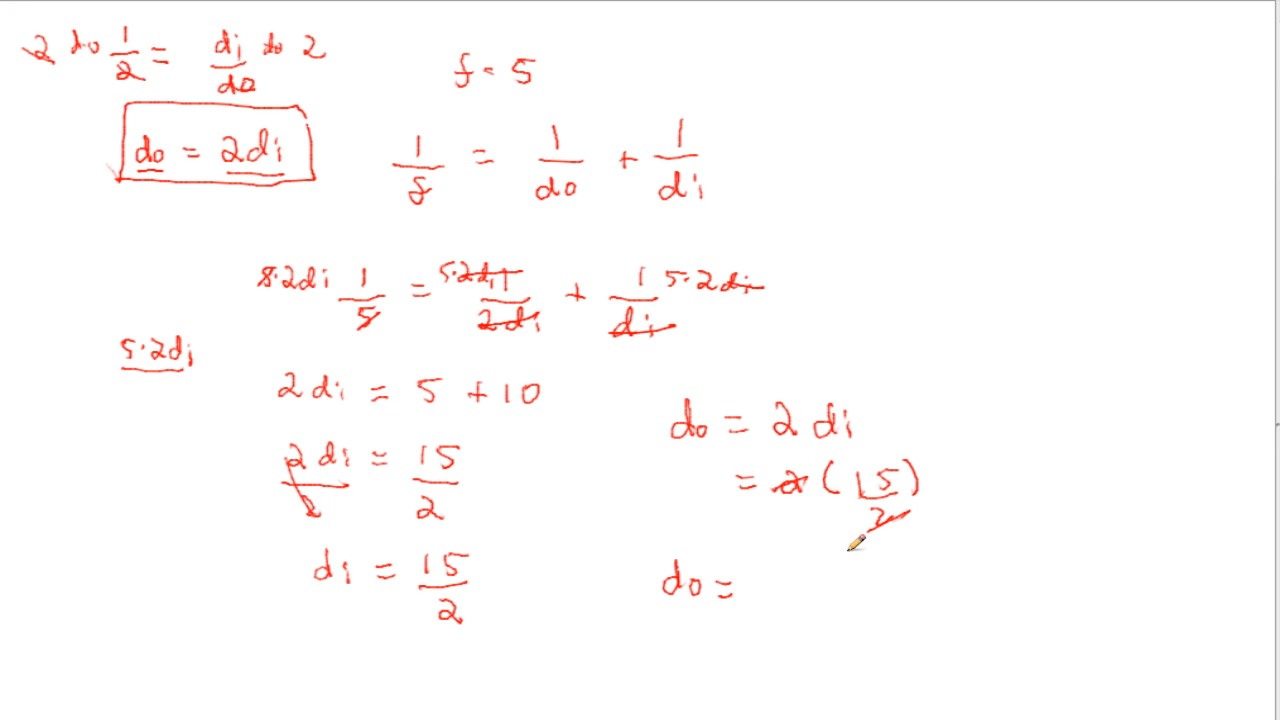 2 do 1/2 = di/do do 2
f = 5
do = 2di
1/f = 1/do + 1/di
5·2di 1/5 = 5·2di 1/2di + 1/di 5·2di
5·2di
2di = 5 + 10
do = 2di
2di/2 = 15/2
= 2(15/2)
di = 15/2
do =